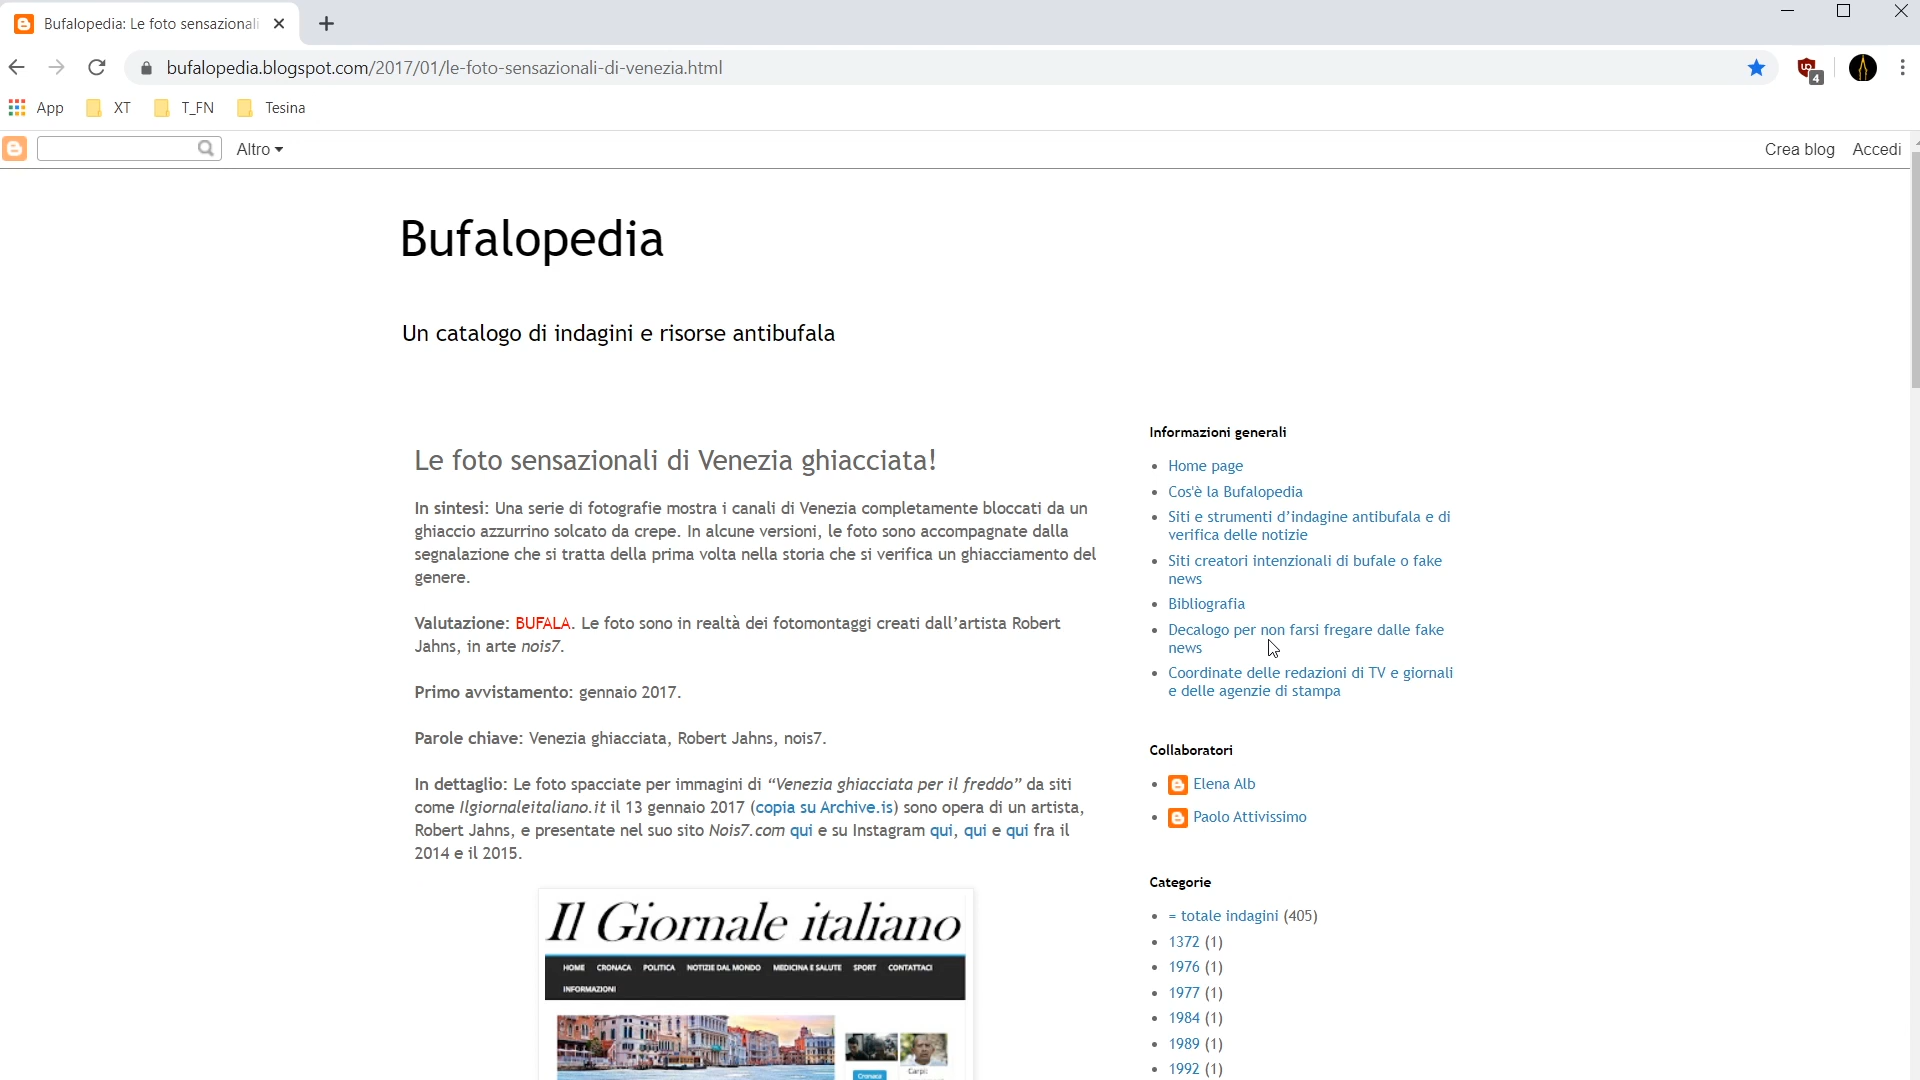 Bufalopedia: Le foto sensazionali
bufalopedia.blogspot.com/2017/01/le-foto-sensazionali-di-venezia.html
4
App XT T_FN Tesina
Altro Crea blog Accedi
Bufalopedia
Un catalogo di indagini e risorse antibufala
Le foto sensazionali di Venezia ghiacciata!
In sintesi: Una serie di fotografie mostra i canali di Venezia completamente bloccati da un
ghiaccio azzurrino solcato da crepe. In alcune versioni, le foto sono accompagnate dalla
segnalazione che si tratta della prima volta nella storia che si verifica un ghiacciamento del
genere.
Valutazione: BUFALA. Le foto sono in realtà dei fotomontaggi creati dall’artista Robert
Jahns, in arte nois7.
Primo avvistamento: gennaio 2017.
Parole chiave: Venezia ghiacciata, Robert Jahns, nois7.
In dettaglio: Le foto spacciate per immagini di “Venezia ghiacciata per il freddo” da siti
come Ilgiornaleitaliano.it il 13 gennaio 2017 (copia su Archive.is) sono opera di un artista,
Robert Jahns, e presentate nel suo sito Nois7.com qui e su Instagram qui, qui e qui fra il
2014 e il 2015.
Il Giornale italiano
HOME CRONACA POLITICA NOTIZIE DAL MONDO MEDICINA E SALUTE SPORT CONTATTACI
INFORMAZIONI
Cronaca
Carpi:
Informazioni generali
Home page
Cos'è la Bufalopedia
Siti e strumenti d’indagine antibufala e di
verifica delle notizie
Siti creatori intenzionali di bufale o fake
news
Bibliografia
Decalogo per non farsi fregare dalle fake
news
Coordinate delle redazioni di TV e giornali
e delle agenzie di stampa
Collaboratori
Elena Alb
Paolo Attivissimo
Categorie
= totale indagini (405)
1372 (1)
1976 (1)
1977 (1)
1984 (1)
1989 (1)
1992 (1)